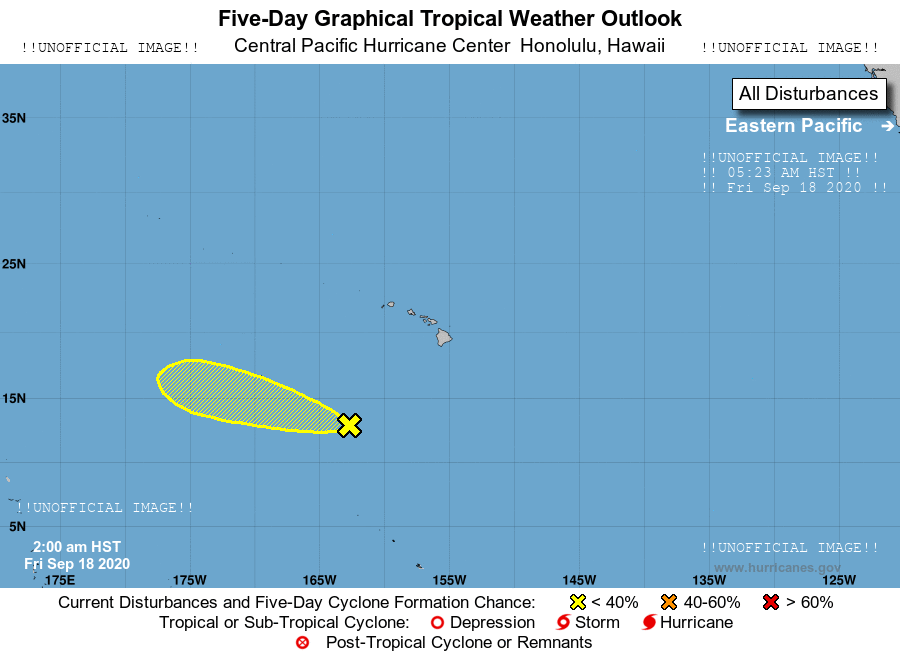 Five-Day Graphical Tropical Weather Outlook
!!UNOFFICIAL IMAGE!! Central Pacific Hurricane Center Honolulu, Hawaii !!UNOFFICIAL IMAGE!!
All Disturbances
35N
Eastern Pacific →
!!UNOFFICIAL IMAGE!!
!! 05:23 AM HST !!
!! Fri Sep 18 2020 !!
25N
15N
!!UNOFFICIAL IMAGE!!
5N
2:00 am HST
Fri Sep 18 2020
!!UNOFFICIAL IMAGE!!
www.hurricanes.gov
175E 175W 165W 155W 145W 135W 125W
Current Disturbances and Five-Day Cyclone Formation Chance: < 40% 40-60% > 60%
Tropical or Sub-Tropical Cyclone: Depression Storm Hurricane
Post-Tropical Cyclone or Remnants